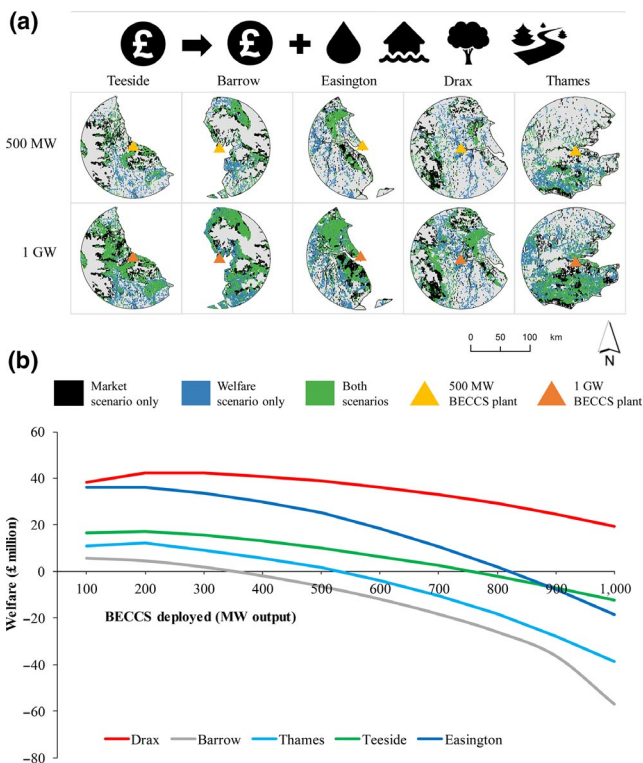 (a)
£ £ +
Teeside Barrow Easington Drax Thames
500 MW
1 GW
0 50 100 km
N
(b)
Market scenario only
Welfare scenario only
Both scenarios
500 MW BECCS plant
1 GW BECCS plant
60
40
20
0
−20
−40
−60
−80
Welfare (£ million)
100 200 300 400 500 600 700 800 900 1,000
BECCS deployed (MW output)
Drax Barrow Thames Teeside Easington